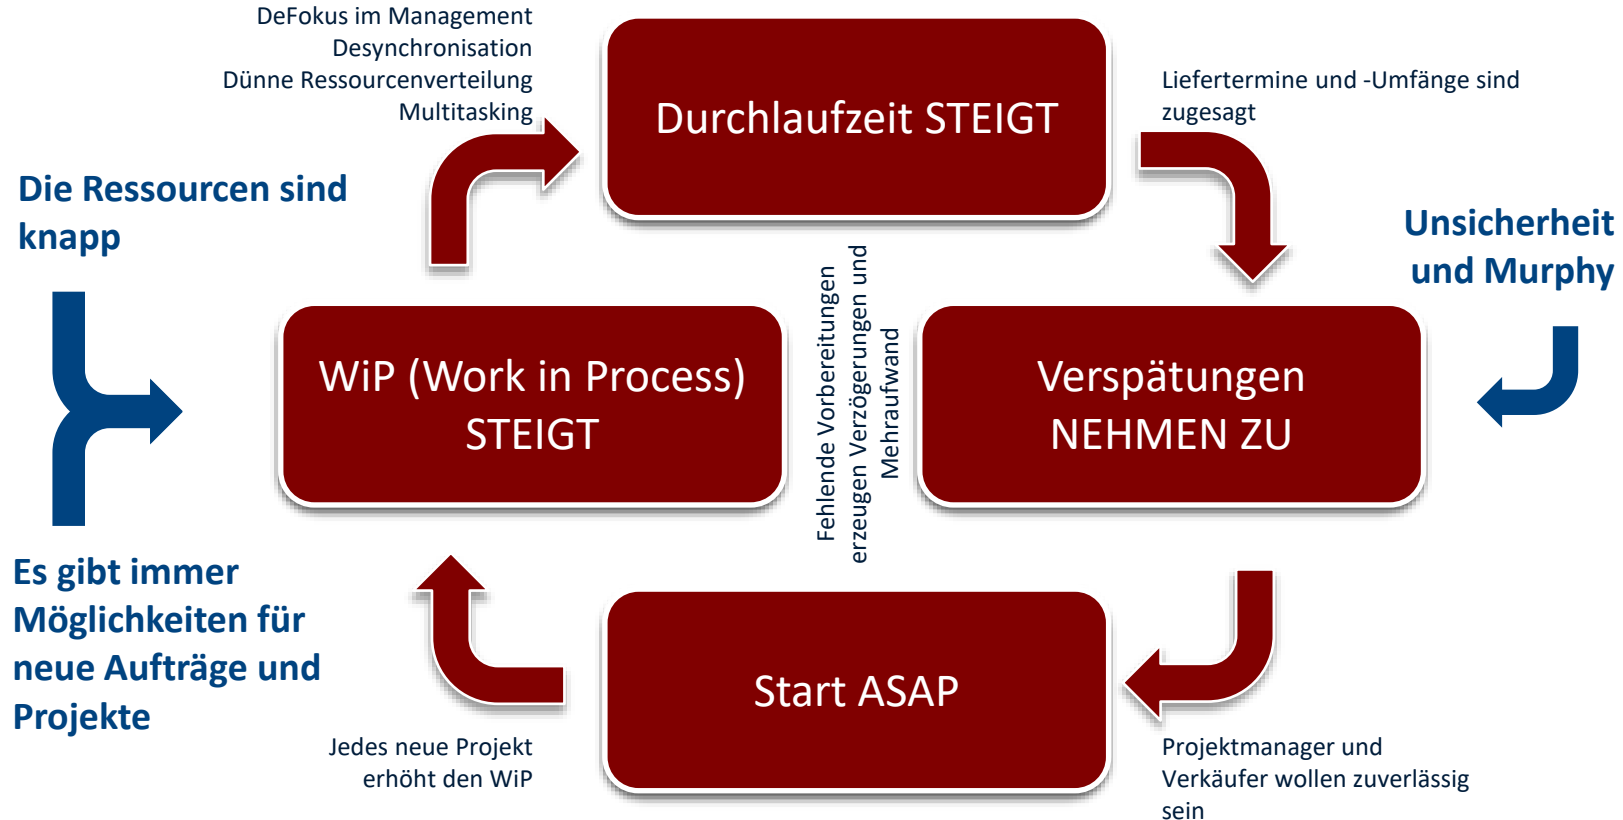 DeFokus im Management
Desynchronisation
Dünne Ressourcenverteilung
Multitasking
Durchlaufzeit STEIGT
Liefertermine und -Umfänge sind
zugesagt
Die Ressourcen sind
knapp
Unsicherheit
und Murphy
WiP (Work in Process)
STEIGT
Fehlende Vorbereitungen
erzeugen Verzögerungen und
Mehraufwand
Verspätungen
NEHMEN ZU
Es gibt immer
Möglichkeiten für
neue Aufträge und
Projekte
Start ASAP
Jedes neue Projekt
erhöht den WiP
Projektmanager und
Verkäufer wollen zuverlässig
sein